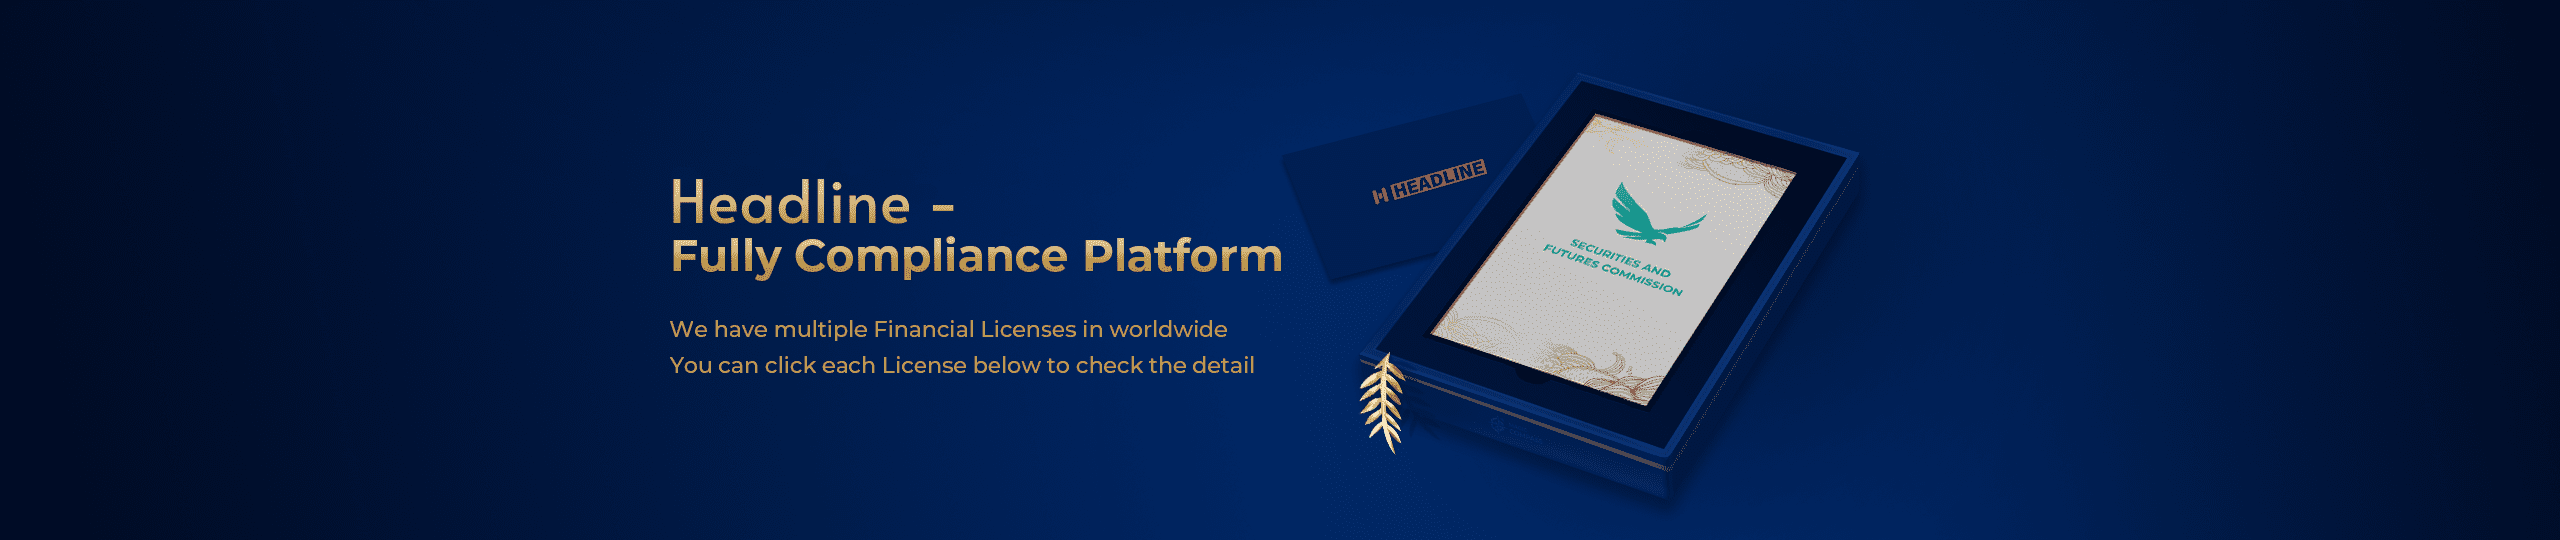 Headline -
Fully Compliance Platform
We have multiple Financial Licenses in worldwide
You can click each License below to check the detail
HEADLINE
SECURITIES AND
FUTURES COMMISSION